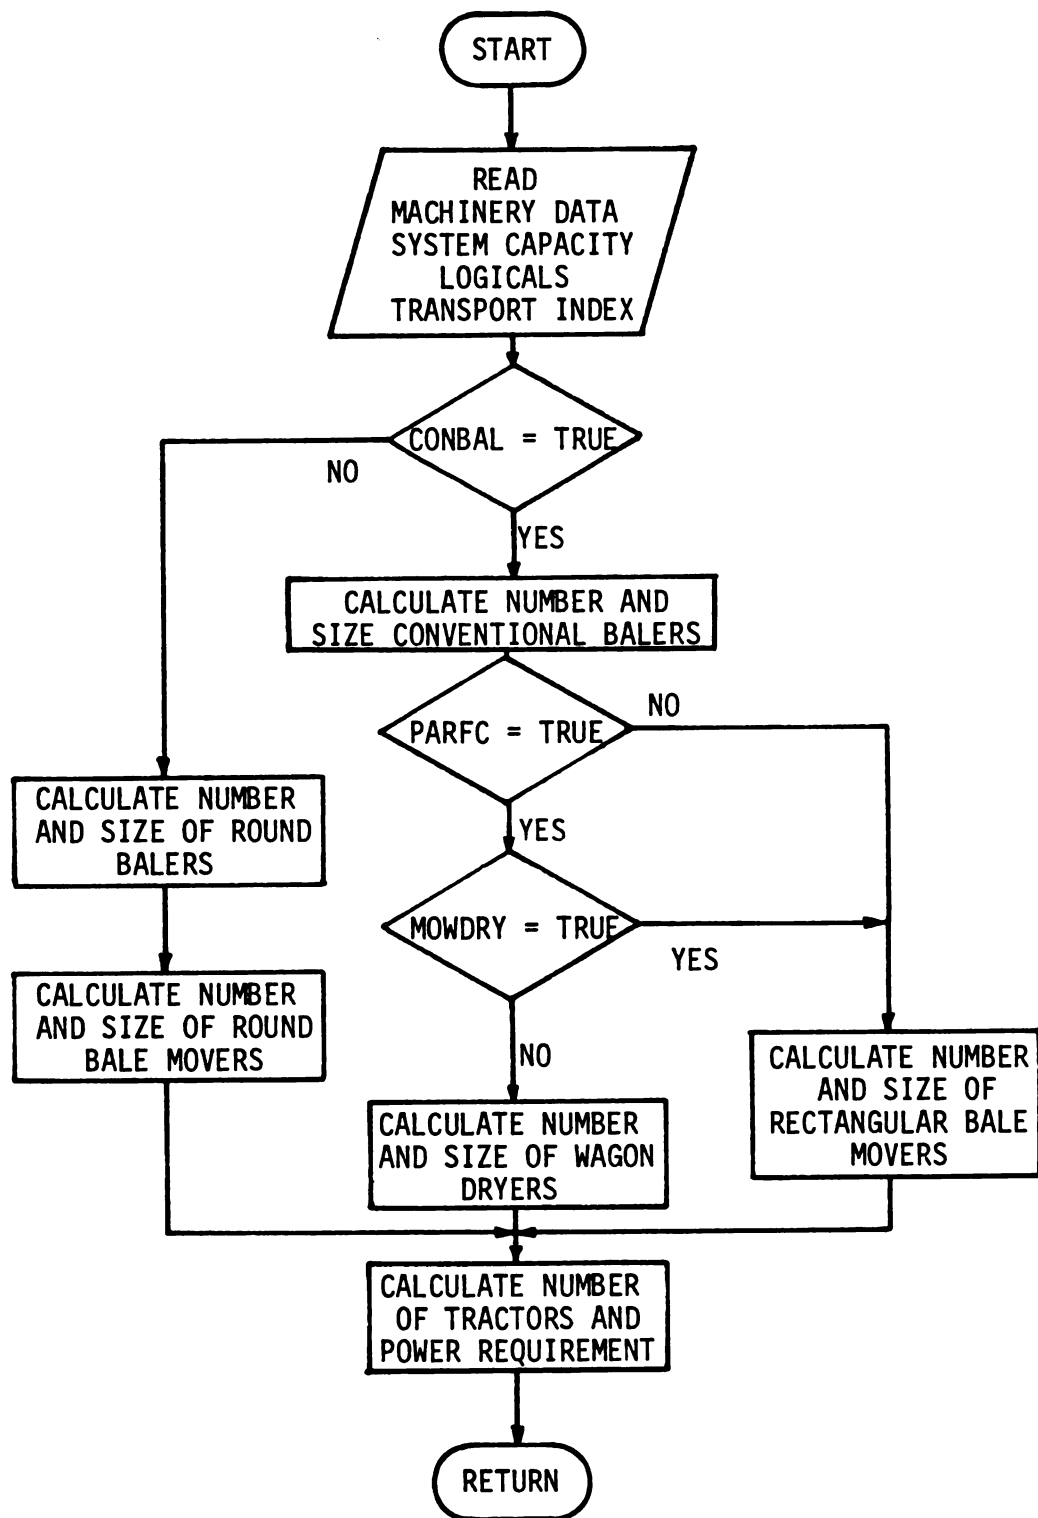 START
READ
MACHINERY DATA
SYSTEM CAPACITY
LOGICALS
TRANSPORT INDEX
CONBAL = TRUE
NO
YES
CALCULATE NUMBER AND
SIZE CONVENTIONAL BALERS
PARFC = TRUE
NO
YES
CALCULATE NUMBER
AND SIZE OF ROUND
BALERS
MOWDRY = TRUE
YES
NO
CALCULATE NUMBER
AND SIZE OF ROUND
BALE MOVERS
CALCULATE NUMBER
AND SIZE OF
RECTANGULAR BALE
MOVERS
CALCULATE NUMBER
AND SIZE OF WAGON
DRYERS
CALCULATE NUMBER
OF TRACTORS AND
POWER REQUIREMENT
RETURN